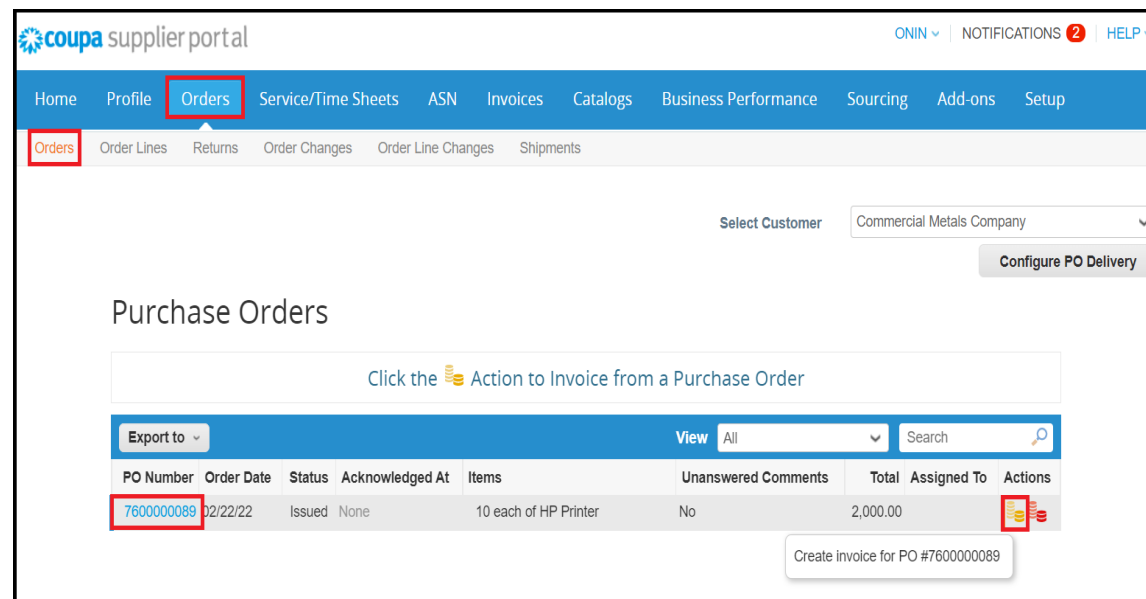 coupa supplier portal
ONIN NOTIFICATIONS 2 HELP
Home Profile Orders Service/Time Sheets ASN Invoices Catalogs Business Performance Sourcing Add-ons Setup
Orders Order Lines Returns Order Changes Order Line Changes Shipments
Select Customer Commercial Metals Company
Configure PO Delivery
Purchase Orders
Click the Action to Invoice from a Purchase Order
Export to View All Search
PO Number Order Date Status Acknowledged At Items Unanswered Comments Total Assigned To Actions
7600000089 02/22/22 Issued None 10 each of HP Printer No 2,000.00
Create invoice for PO #7600000089